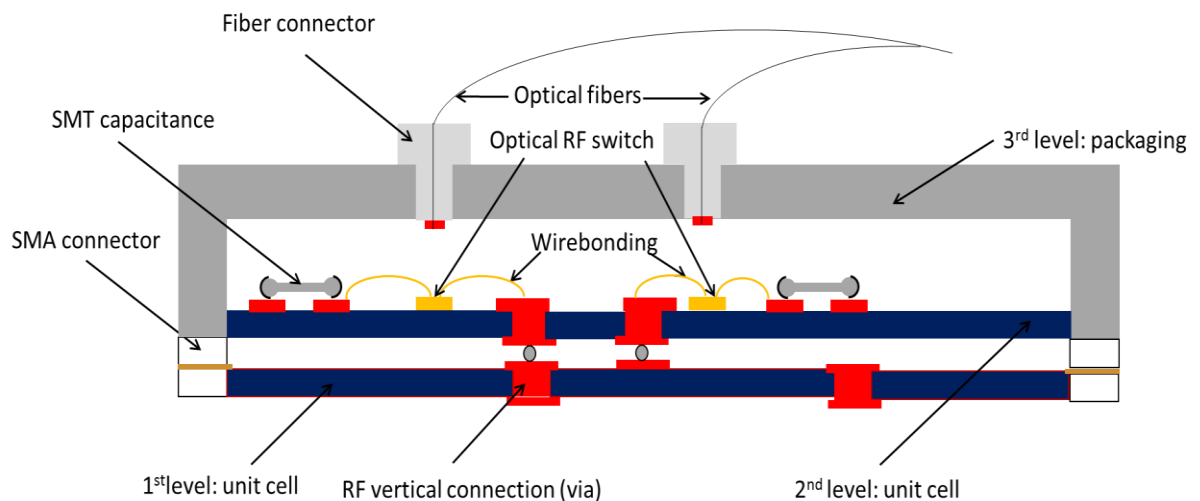 Fiber connector
Optical fibers
SMT capacitance
Optical RF switch
3rd level: packaging
SMA connector
Wirebonding
1st level: unit cell
RF vertical connection (via)
2nd level: unit cell